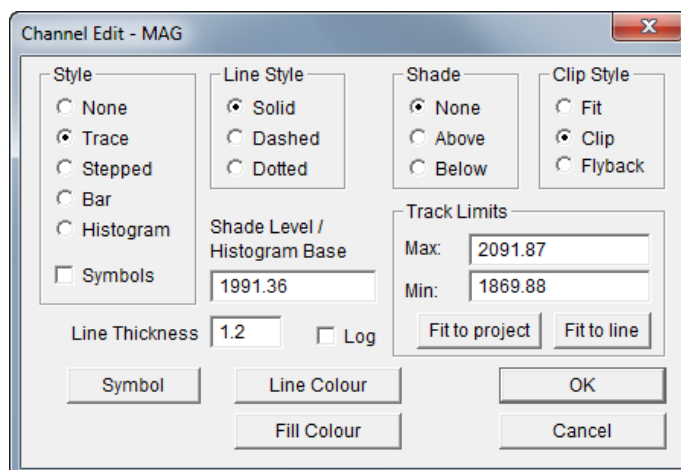 Channel Edit - MAG
Style
None
Trace
Stepped
Bar
Histogram
Symbols
Line Style
Solid
Dashed
Dotted
Shade
None
Above
Below
Clip Style
Fit
Clip
Flyback
Shade Level /
Histogram Base
1991.36
Track Limits
Max: 2091.87
Min: 1869.88
Fit to project Fit to line
Line Thickness 1.2 Log
Symbol Line Colour OK
Fill Colour Cancel